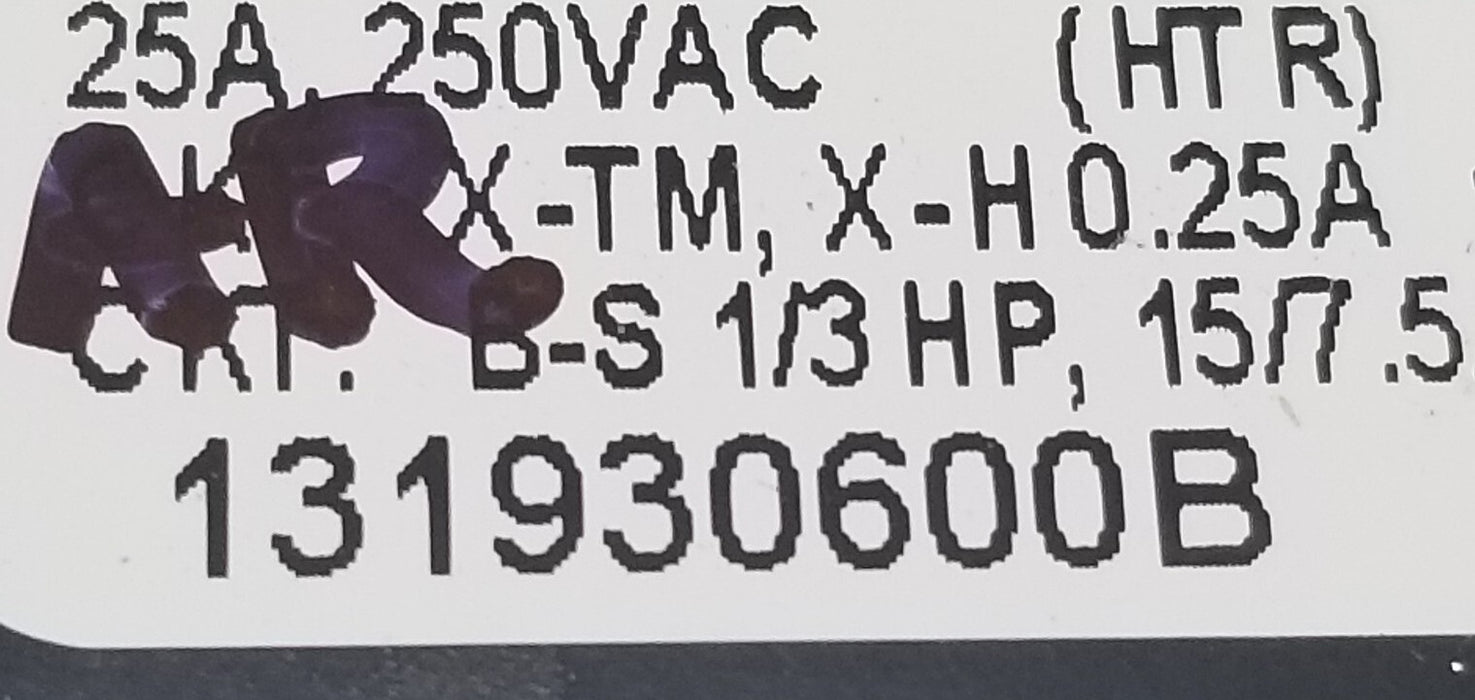 25A, 250VAC (HTR)
AR X-TM, X-H 0.25A
CKT. B-S 1/3 HP, 15/7.5
131930600B